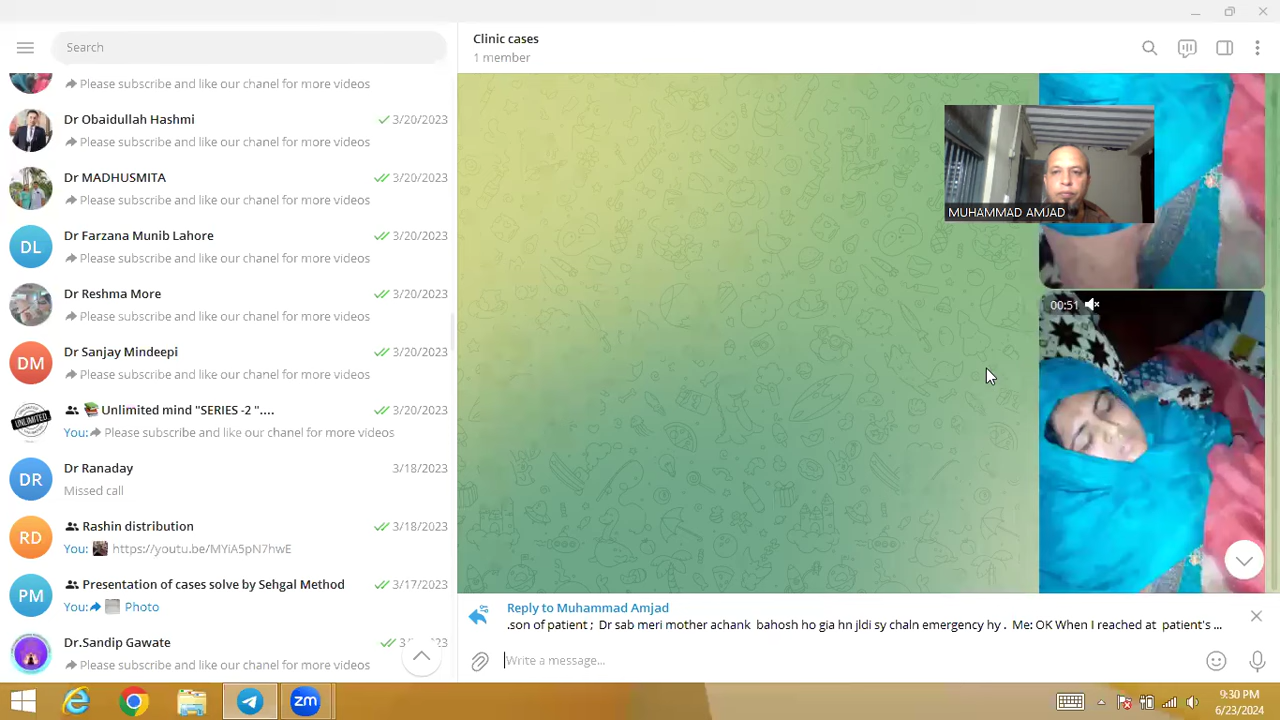 Search
Please subscribe and like our chanel for more videos
Dr Obaidullah Hashmi 3/20/2023
Please subscribe and like our chanel for more videos
Dr MADHUSMITA 3/20/2023
Please subscribe and like our chanel for more videos
DL Dr Farzana Munib Lahore 3/20/2023
Please subscribe and like our chanel for more videos
Dr Reshma More 3/20/2023
Please subscribe and like our chanel for more videos
DM Dr Sanjay Mindeepi 3/20/2023
Please subscribe and like our chanel for more videos
UNLIMITED
Unlimited mind "SERIES -2 ".... 3/20/2023
You: Please subscribe and like our chanel for more videos
DR Dr Ranaday 3/18/2023
Missed call
RD Rashin distribution 3/18/2023
You: https://youtu.be/MYiA5pN7hwE
PM Presentation of cases solve by Sehgal Method 3/17/2023
You: Photo
Dr.Sandip Gawate
Please subscribe and like our chanel for more videos
Clinic cases
1 member
MUHAMMAD AMJAD
00:51
Reply to Muhammad Amjad
.son of patient ; Dr sab meri mother achank bahosh ho gia hn jldi sy chaln emergency hy . Me: OK When I reached at patient's ...
Write a message...
zm
9:30 PM
6/23/2024